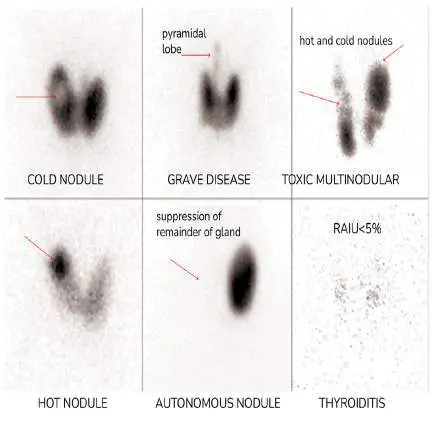 pyramidal
lobe
hot and cold nodules
COLD NODULE
GRAVE DISEASE
TOXIC MULTINODULAR
suppression of
remainder of gland
RAIU<5%
HOT NODULE
AUTONOMOUS NODULE
THYROIDITIS